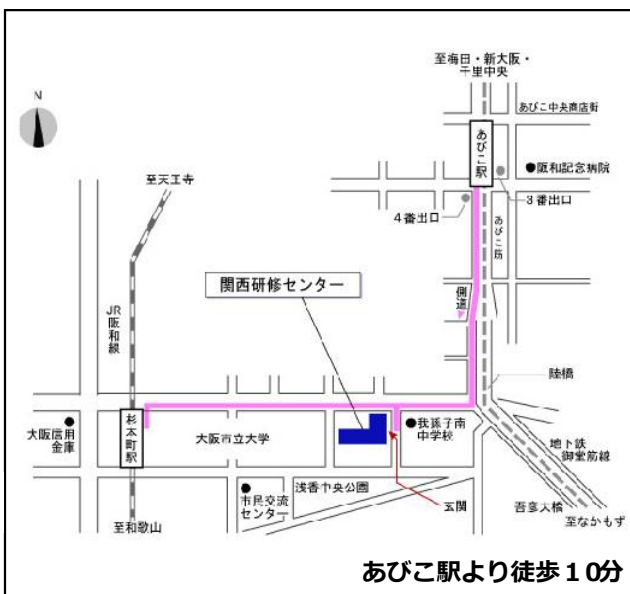 至梅田・新大阪・
千里中央
あびこ中央商店街
N
あびこ駅
●阪和記念病院
3番出口
4番出口
あびこ筋
至天王寺
関西研修センター
側道
JR阪和線
陸橋
大阪信用
金庫
杉本町駅
大阪市立大学
我孫子南
中学校
地下鉄
御堂筋線
市民交流
センター
浅香中央公園
玄関
吾彦大橋
至なかもず
至和歌山
あびこ駅より徒歩10分